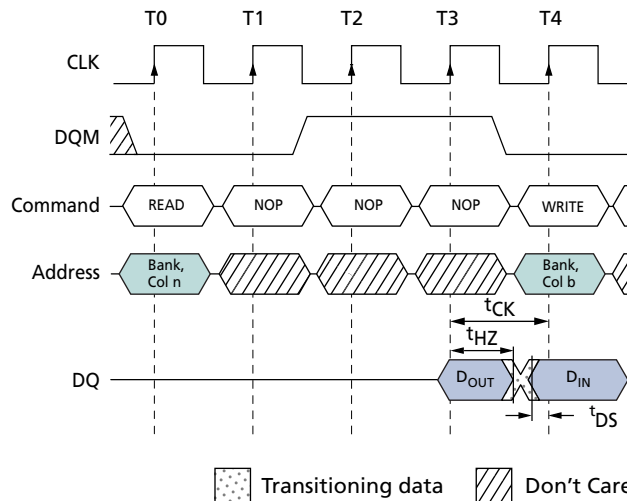 T0 T1 T2 T3 T4
CLK
DQM
Command READ NOP NOP NOP WRITE
Address Bank, Col n Bank, Col b
tCK
tHZ
DQ DOUT DIN
tDS
Transitioning data Don't Care